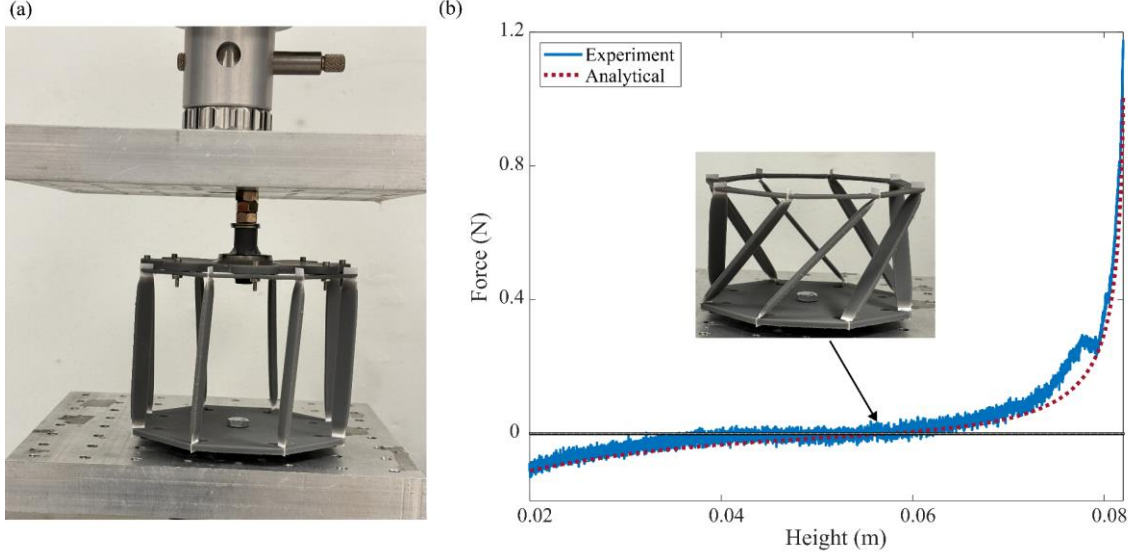 (a)
(b)
1.2
Experiment
Analytical
0.8
Force (N)
0.4
0
0.02
0.04
0.06
0.08
Height (m)